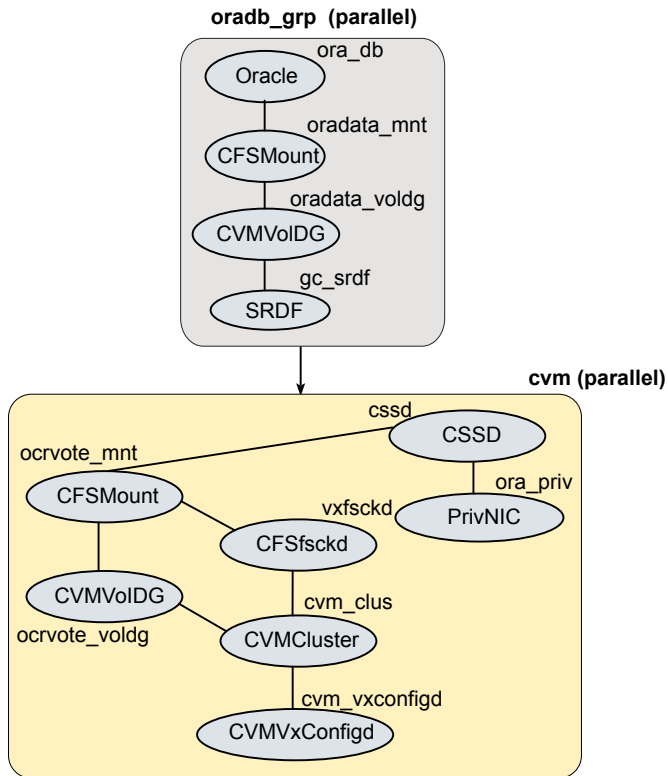 oradb_grp (parallel)
ora_db
Oracle
oradata_mnt
CFSMount
oradata_voldg
CVMVolDG
gc_srdf
SRDF
cvm (parallel)
cssd
CSSD
ocrvote_mnt
CFSMount
ora_priv
PrivNIC
vxfsckd
CFSfsckd
CVMVolDG
ocrvote_voldg
cvm_clus
CVMCluster
cvm_vxconfigd
CVMVxConfigd